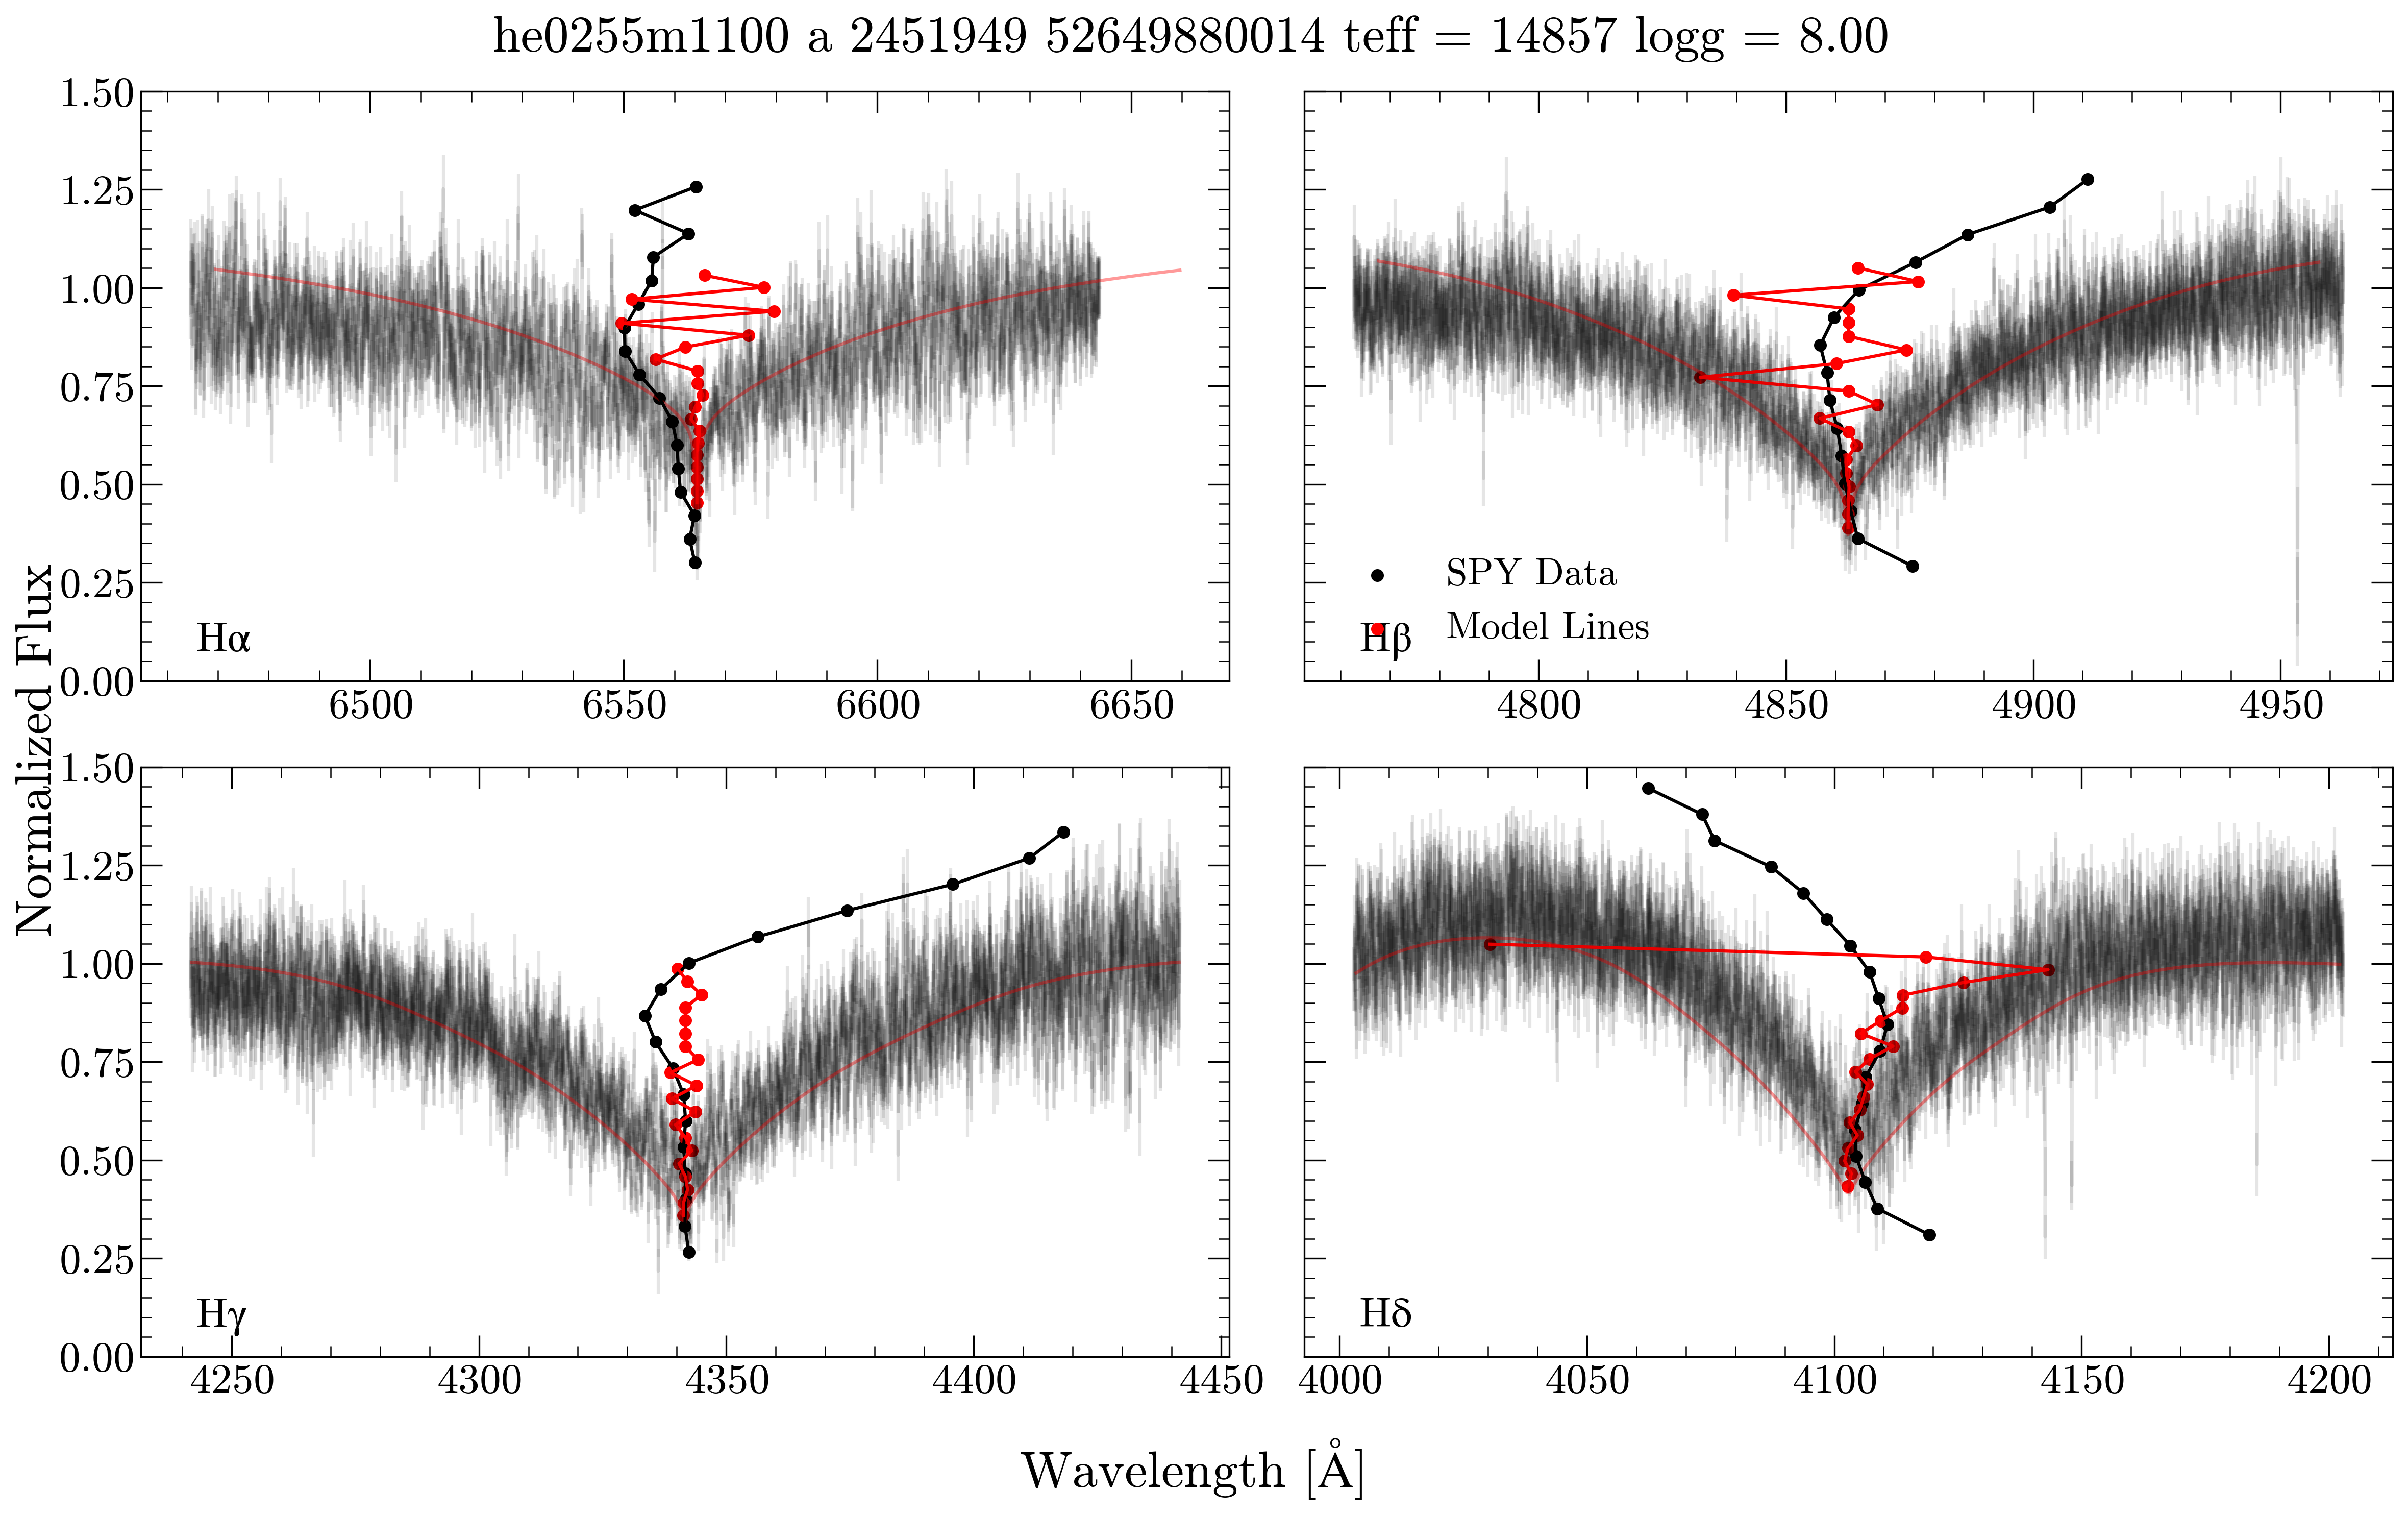 he0255m1100 a 2451949 52649880014 teff = 14857 logg = 8.00
Normalized Flux
1.50
1.25
1.00
0.75
0.50
0.25
0.00
Hα
6500 6550 6600 6650
SPY Data
Model Lines
Hβ
4800 4850 4900 4950
1.50
1.25
1.00
0.75
0.50
0.25
0.00
Hγ
4250 4300 4350 4400 4450
Hδ
4000 4050 4100 4150 4200
Wavelength [Å]